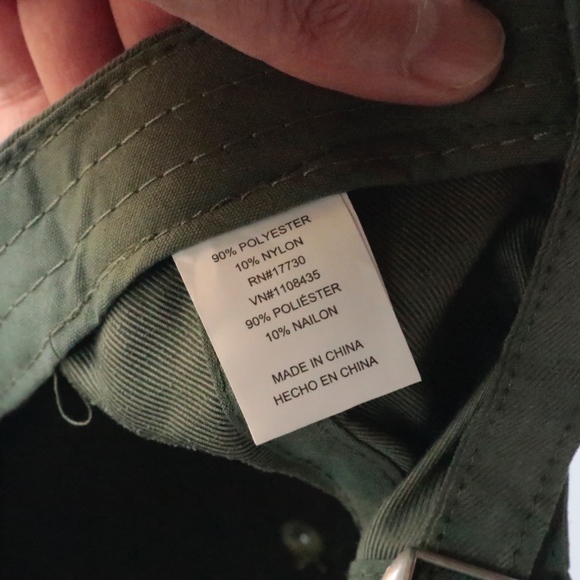 90% POLYESTER
10% NYLON
RN#17730
VN#1108435
90% POLIÉSTER
10% NAILON
MADE IN CHINA
HECHO EN CHINA